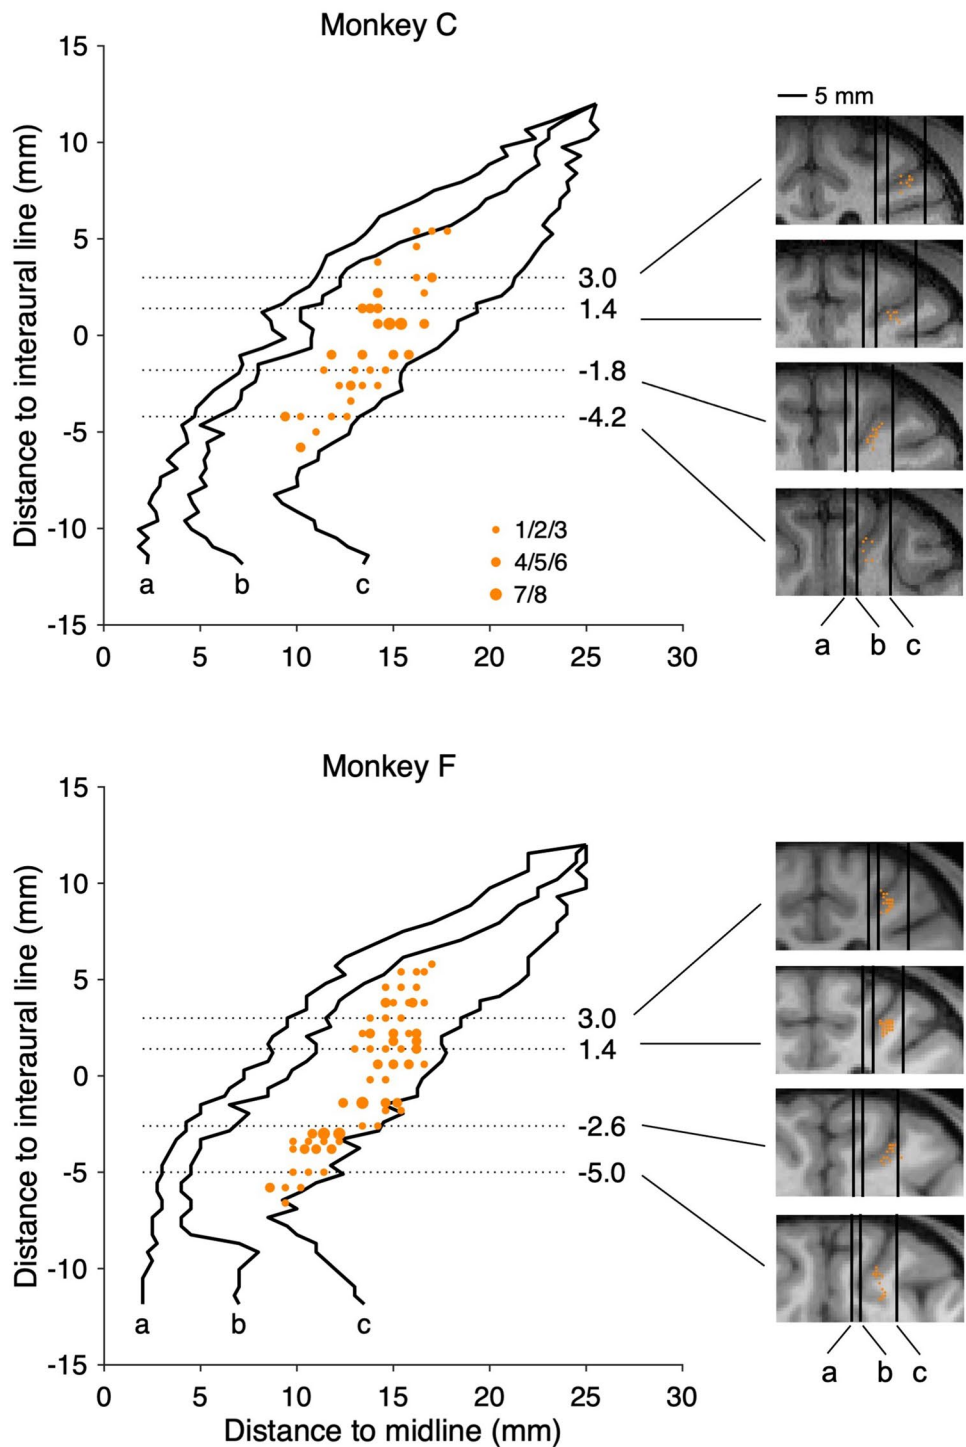 Monkey C
15
10
5
0
-5
-10
-15
0 5 10 15 20 25 30
Distance to interaural line (mm)
3.0
1.4
-1.8
-4.2
1/2/3
4/5/6
7/8
a b c
5 mm
a b c
Monkey F
15
10
5
0
-5
-10
-15
0 5 10 15 20 25 30
Distance to interaural line (mm)
Distance to midline (mm)
3.0
1.4
-2.6
-5.0
a b c
a b c